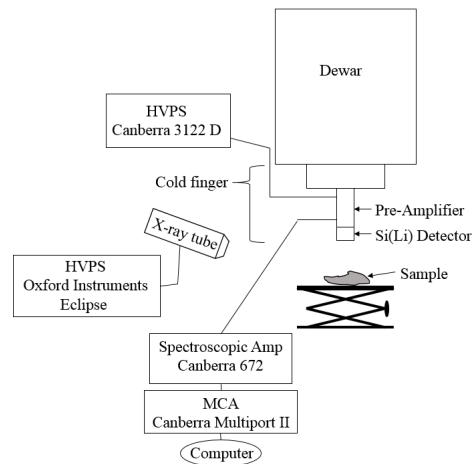 Dewar
HVPS
Canberra 3122 D
Cold finger
Pre-Amplifier
Si(Li) Detector
X-ray tube
HVPS
Oxford Instruments
Eclipse
Sample
Spectroscopic Amp
Canberra 672
MCA
Canberra Multiport II
Computer